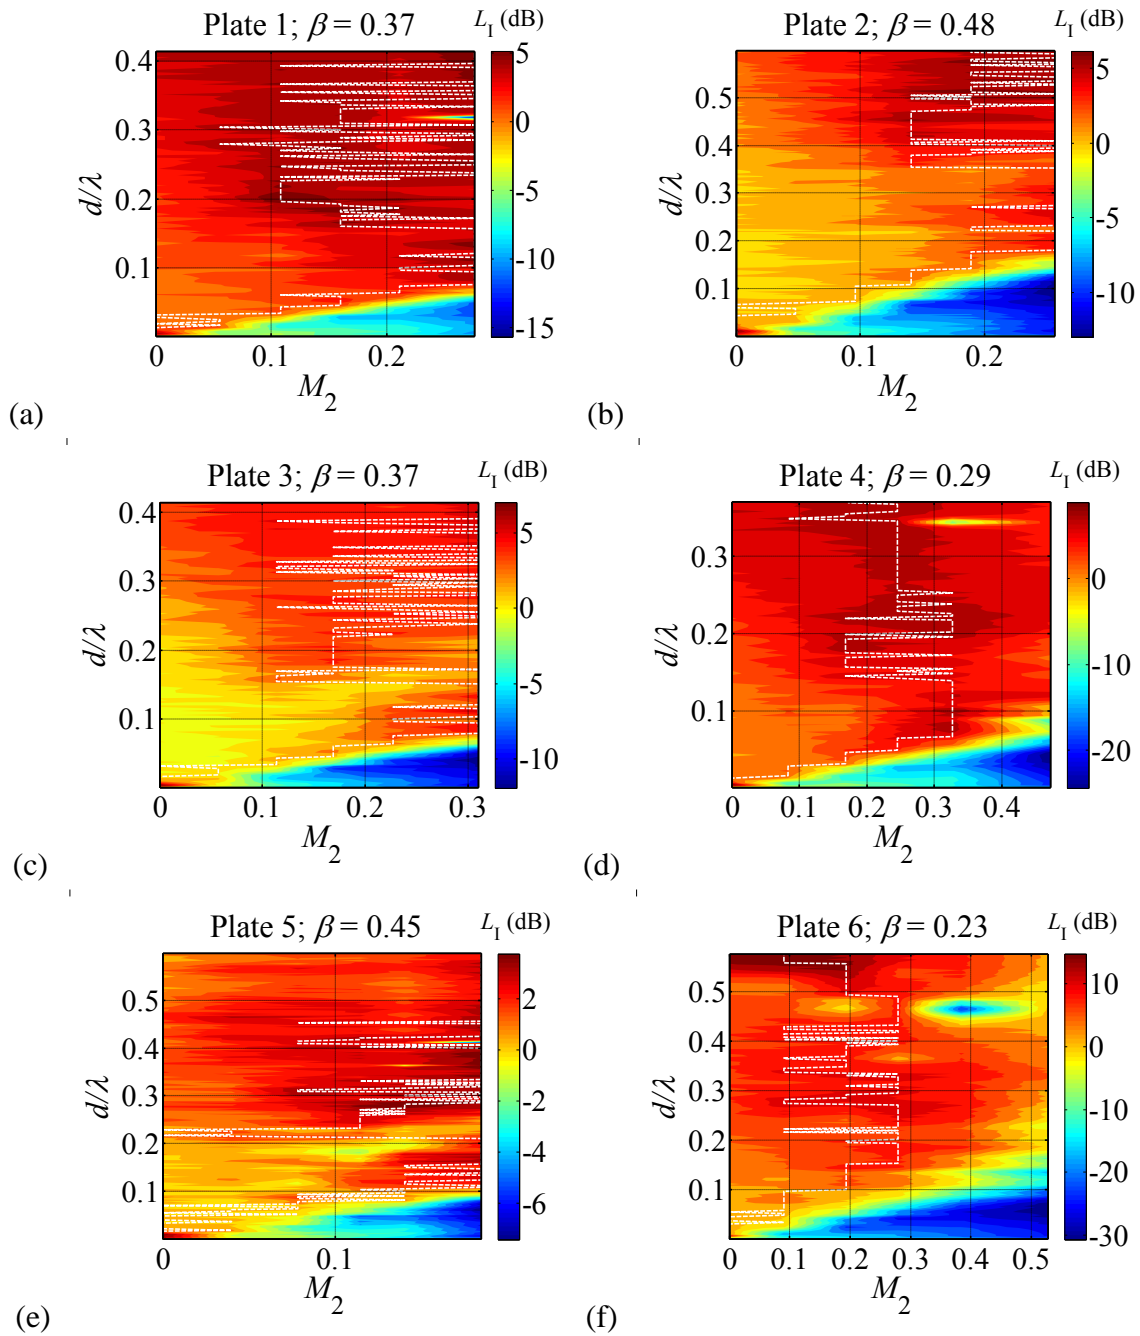 Plate 1; β = 0.37
L_I (dB)
0.4
0.3
0.2
0.1
0
0.1
0.2
5
0
-5
-10
-15
d/λ
M_2
(a)
Plate 2; β = 0.48
L_I (dB)
0.5
0.4
0.3
0.2
0.1
0
0.1
0.2
5
0
-5
-10
d/λ
M_2
(b)
Plate 3; β = 0.37
L_I (dB)
0.4
0.3
0.2
0.1
0
0.1
0.2
0.3
5
0
-5
-10
d/λ
M_2
(c)
Plate 4; β = 0.29
L_I (dB)
0.3
0.2
0.1
0
0.1
0.2
0.3
0.4
0
-10
-20
d/λ
M_2
(d)
Plate 5; β = 0.45
L_I (dB)
0.5
0.4
0.3
0.2
0.1
0
0.1
2
0
-2
-4
-6
d/λ
M_2
(e)
Plate 6; β = 0.23
L_I (dB)
0.5
0.4
0.3
0.2
0.1
0
0.1
0.2
0.3
0.4
0.5
10
0
-10
-20
-30
d/λ
M_2
(f)